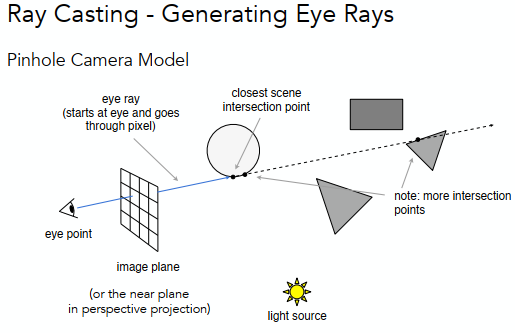 Ray Casting - Generating Eye Rays
Pinhole Camera Model
eye ray
(starts at eye and goes
through pixel)
closest scene
intersection point
note: more intersection
points
eye point
image plane
(or the near plane
in perspective projection)
light source